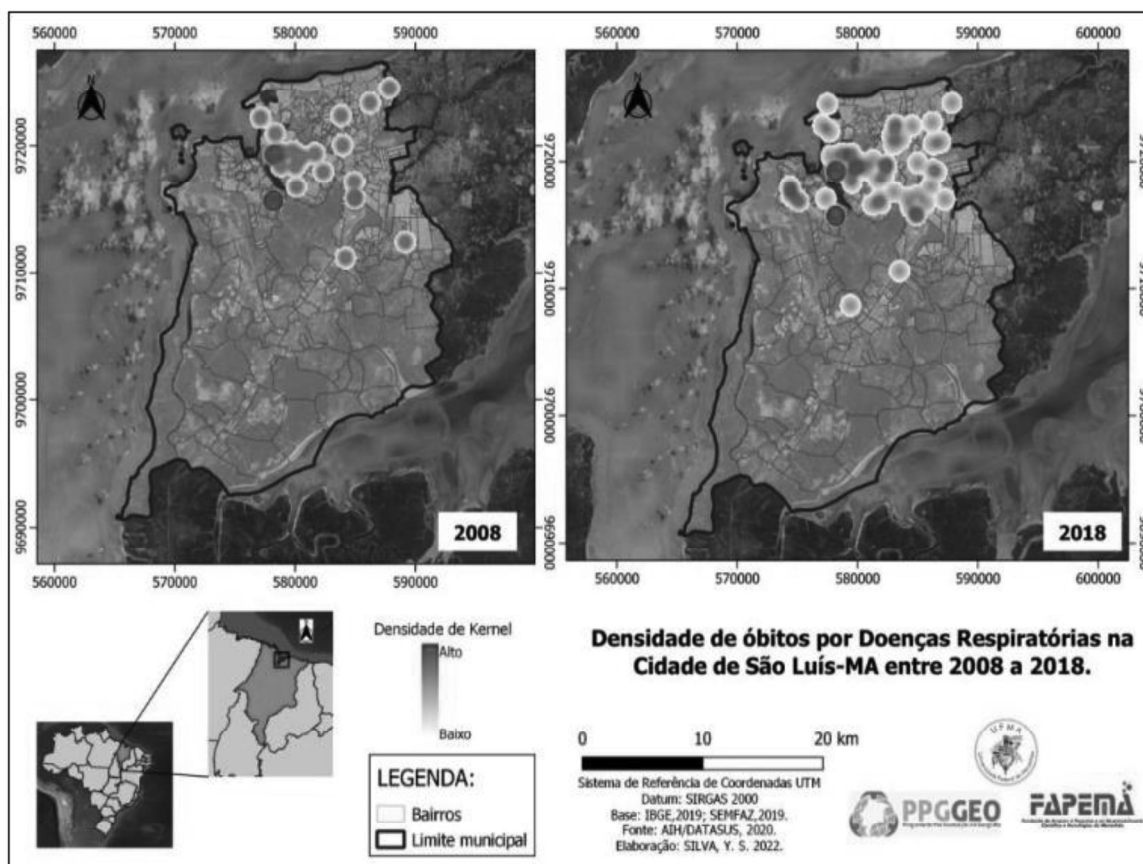 560000 570000 580000 590000
560000 570000 580000 590000 600000
N
N
9720000
9710000
9700000
9690000
9720000
9710000
9700000
9690000
2008
2018
560000 570000 580000 590000
560000 570000 580000 590000 600000
Densidade de Kernel
Alto
Baixo
LEGENDA:
Bairros
Limite municipal
Densidade de óbitos por Doenças Respiratórias na
Cidade de São Luís-MA entre 2008 a 2018.
0 10 20 km
Sistema de Referência de Coordenadas UTM
Datum: SIRGAS 2000
Base: IBGE,2019; SEMFAZ,2019.
Fonte: AIH/DATASUS, 2020.
Elaboração: SILVA, Y. S. 2022.
UFMA
PPGGEO
FAPEMA